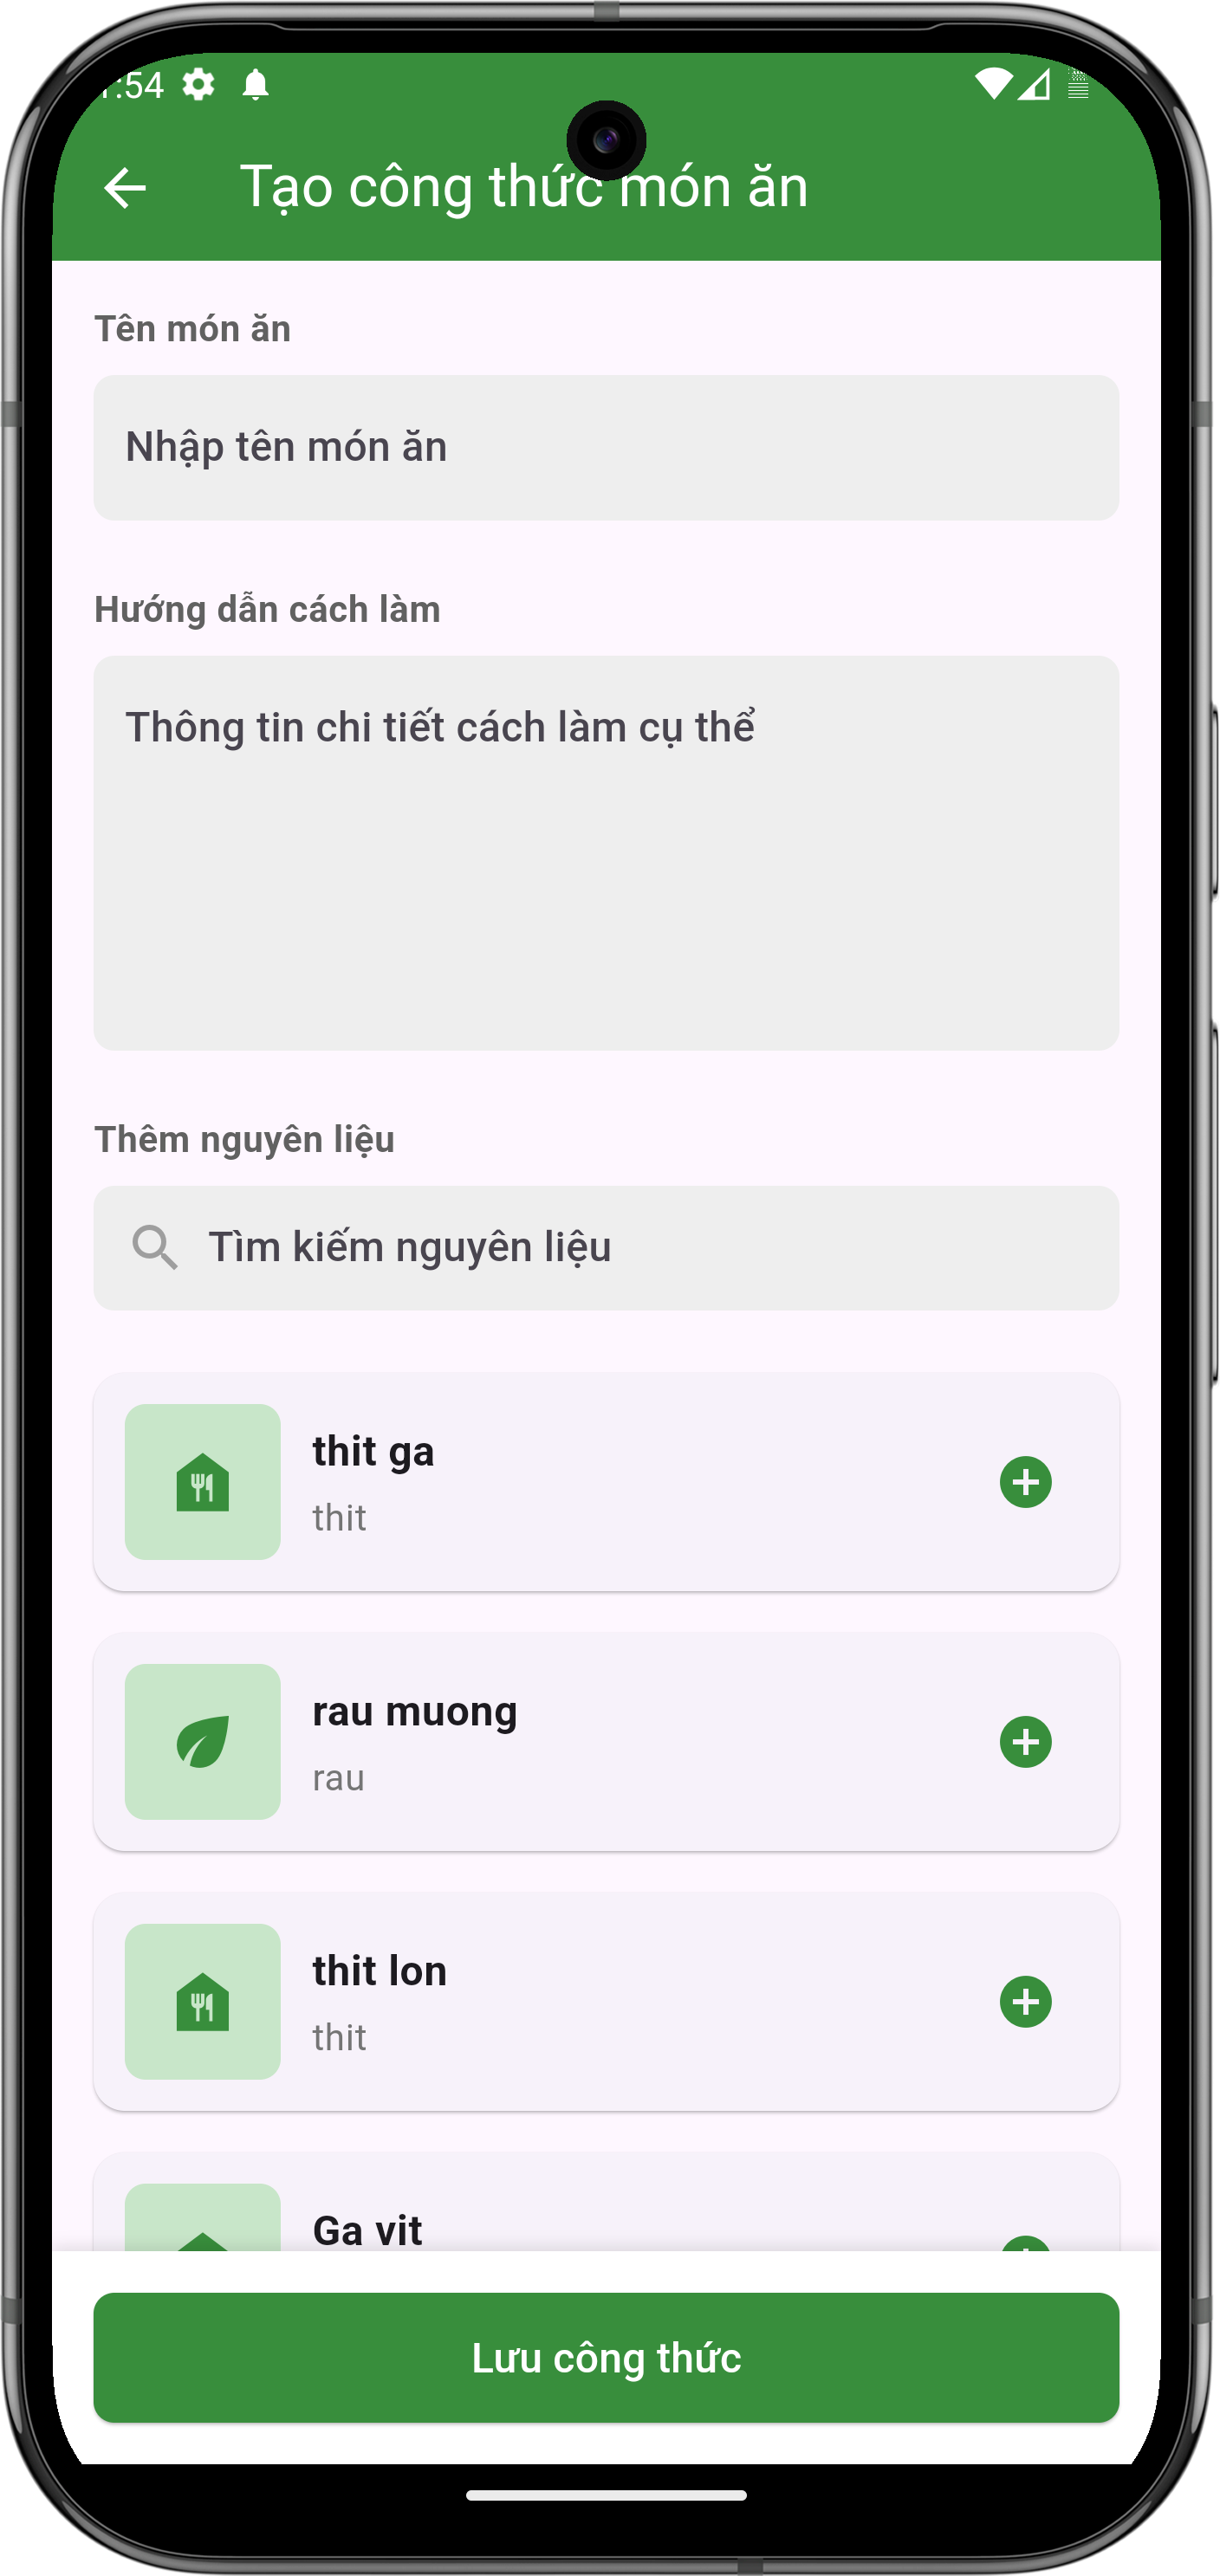 :54
Tạo công thức món ăn
Tên món ăn
Nhập tên món ăn
Hướng dẫn cách làm
Thông tin chi tiết cách làm cụ thể
Thêm nguyên liệu
Tìm kiếm nguyên liệu
thit ga
thit
rau muong
rau
thit lon
thit
Ga vit
Lưu công thức